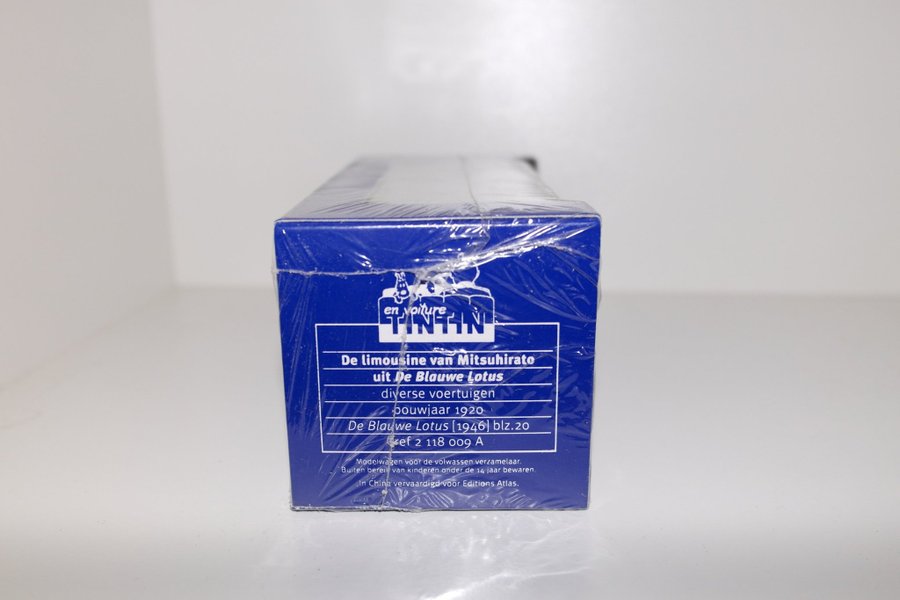 en voiture
TINTIN
De limousine van Mitsuhirato
uit De Blauwe Lotus
diverse voertuigen
bouwjaar 1920
De Blauwe Lotus [1946] blz.20
ref 2 118 009 A
Modelwagen voor de volwassen verzamelaar.
Buiten bereik van kinderen onder de 14 jaar bewaren.
In China vervaardigd voor Editions Atlas.